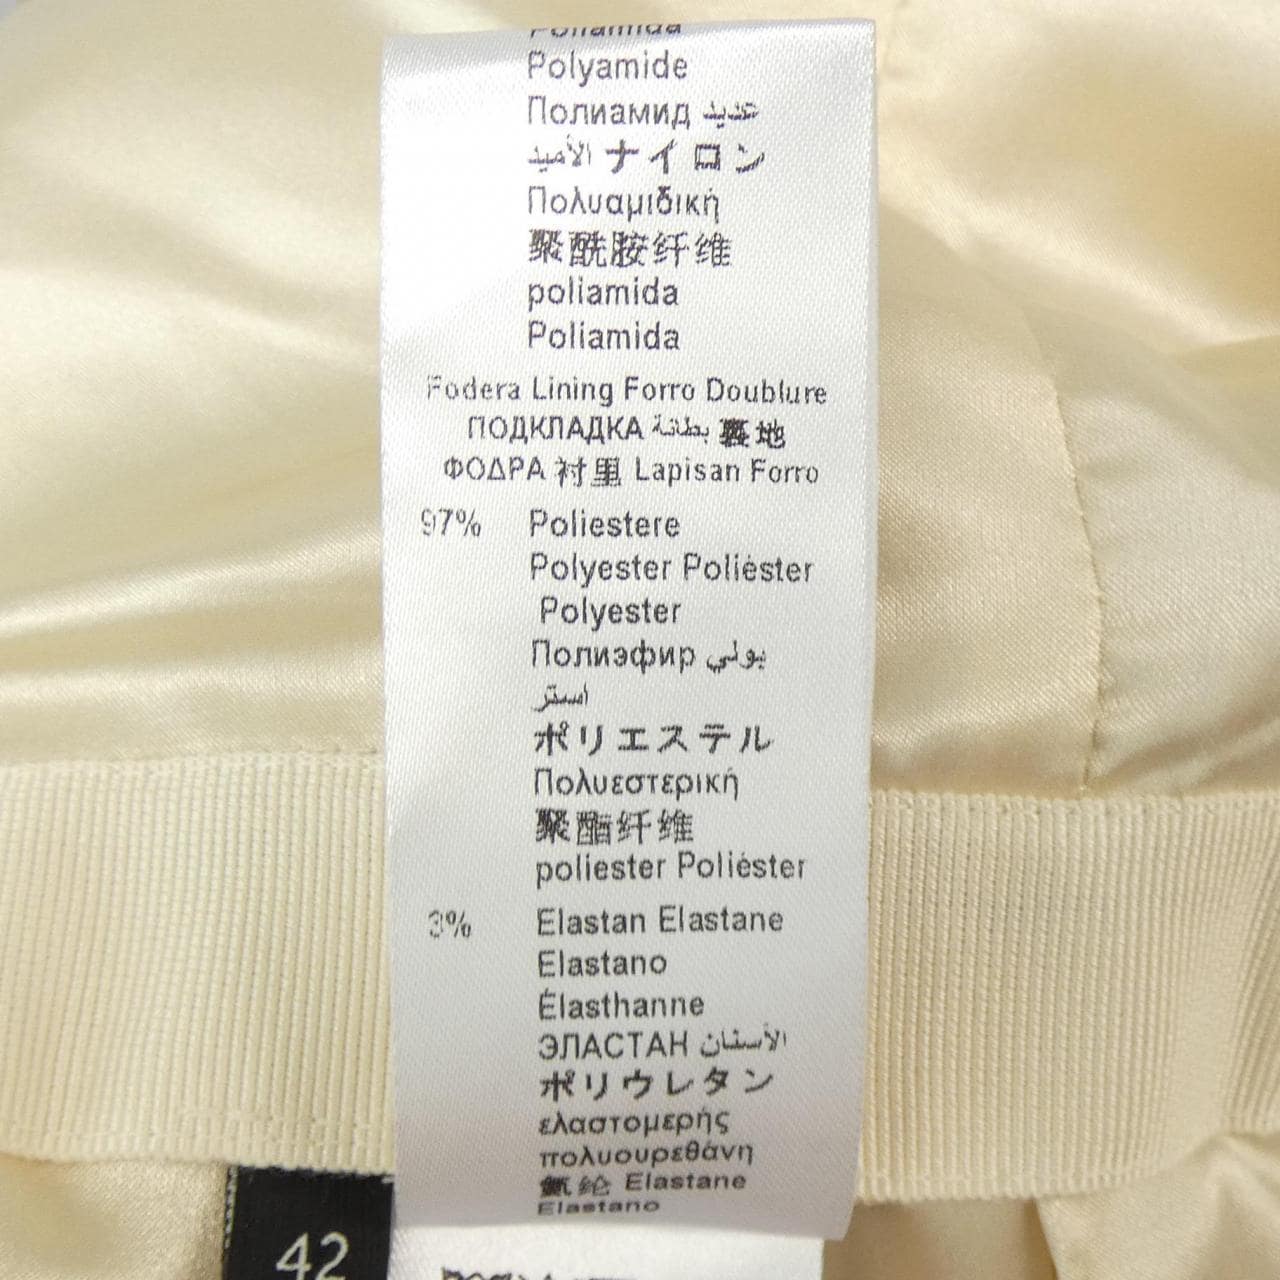 Poliamida
Polyamide
Полиамид عديد
الأميد ナイロン
Πολυαμιδική
聚酰胺纤维
poliamida
Poliamida
Fodera Lining Forro Doublure
ПОДКЛАДКА بطانة 裏地
ΦΟΔΡΑ 衬里 Lapisan Forro
97% Poliestere
Polyester Poliéster
Polyester
Полиэфир بولي
استر
ポリエステル
Πολυεστερική
聚酯纤维
poliester Poliéster
3% Elastan Elastane
Elastano
Élasthanne
ЭЛАСТАН الأستان
ポリウレタン
ελαστομερής
πολυουρεθάνη
氨纶 Elastane
Elastano
42